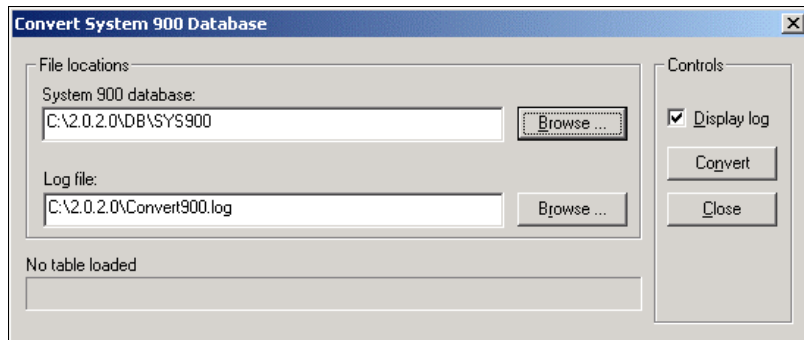 Convert System 900 Database
File locations
System 900 database:
C:\2.0.2.0\DB\SYS900
Browse ...
Log file:
C:\2.0.2.0\Convert900.log
Browse ...
No table loaded
Controls
Display log
Convert
Close